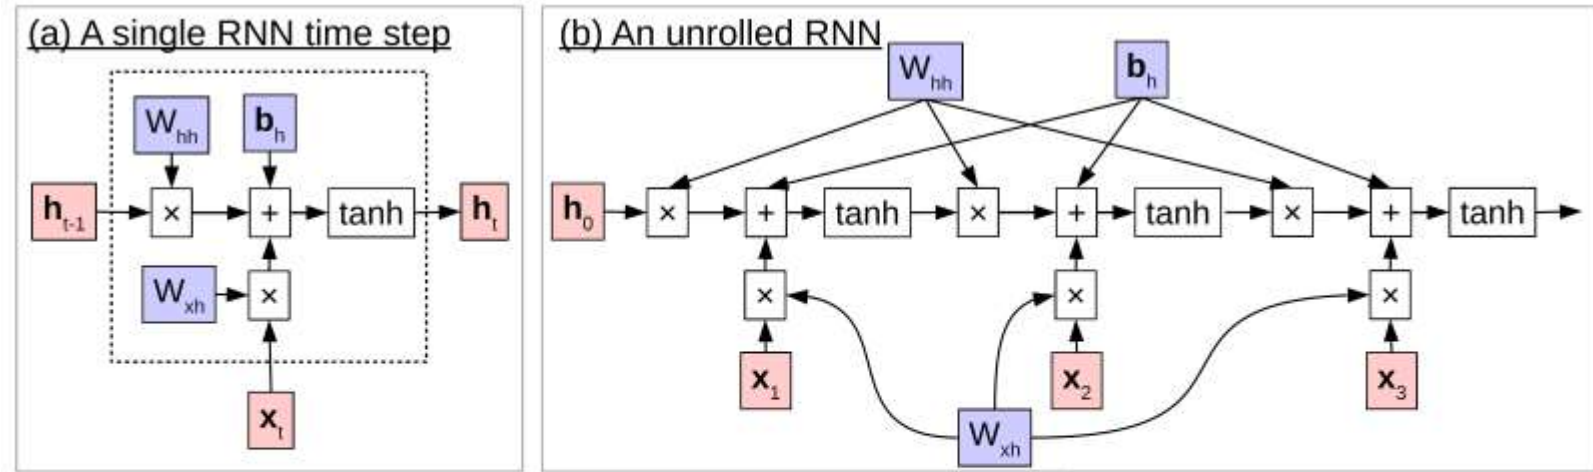 (a) A single RNN time step
W_hh b_h
h_t-1 × + tanh h_t
W_xh ×
x_t
(b) An unrolled RNN
W_hh b_h
h_0 × + tanh × + tanh × + tanh
× × ×
x_1 x_2 x_3
W_xh